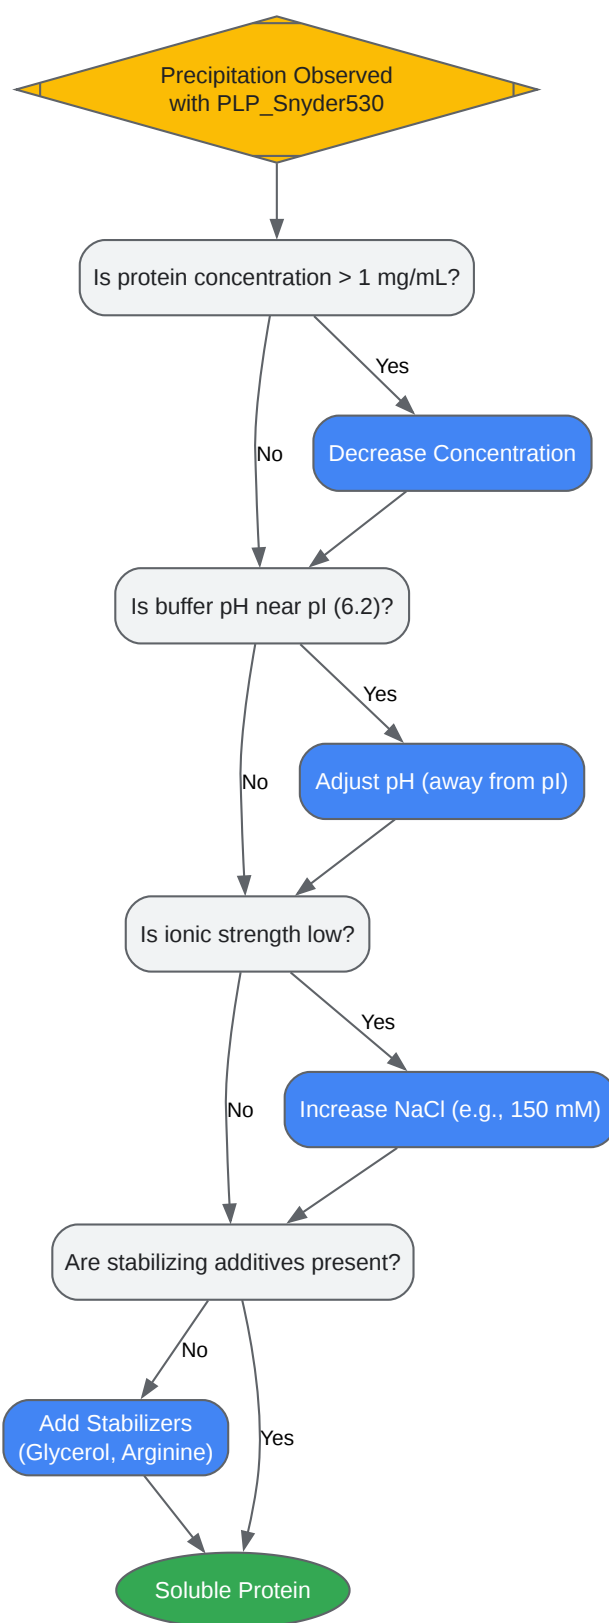 Precipitation Observed
with PLP_Snyder530
Is protein concentration > 1 mg/mL?
Yes
No
Decrease Concentration
Is buffer pH near pI (6.2)?
Yes
No
Adjust pH (away from pI)
Is ionic strength low?
Yes
No
Increase NaCl (e.g., 150 mM)
Are stabilizing additives present?
No
Add Stabilizers
(Glycerol, Arginine)
Yes
Soluble Protein